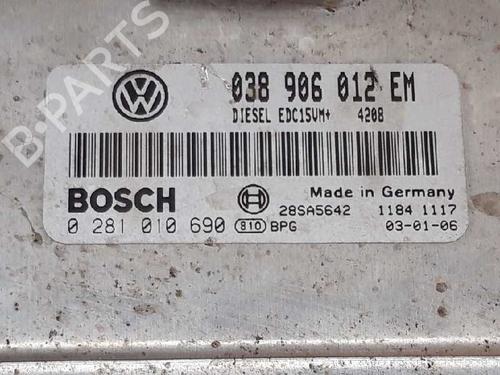 038 906 012 EM
DIESEL EDC15VM+ 4208
BOSCH
Made in Germany
28SA5642 1184 1117
0 281 010 690 810 BPG 03-01-06
B-PARTS